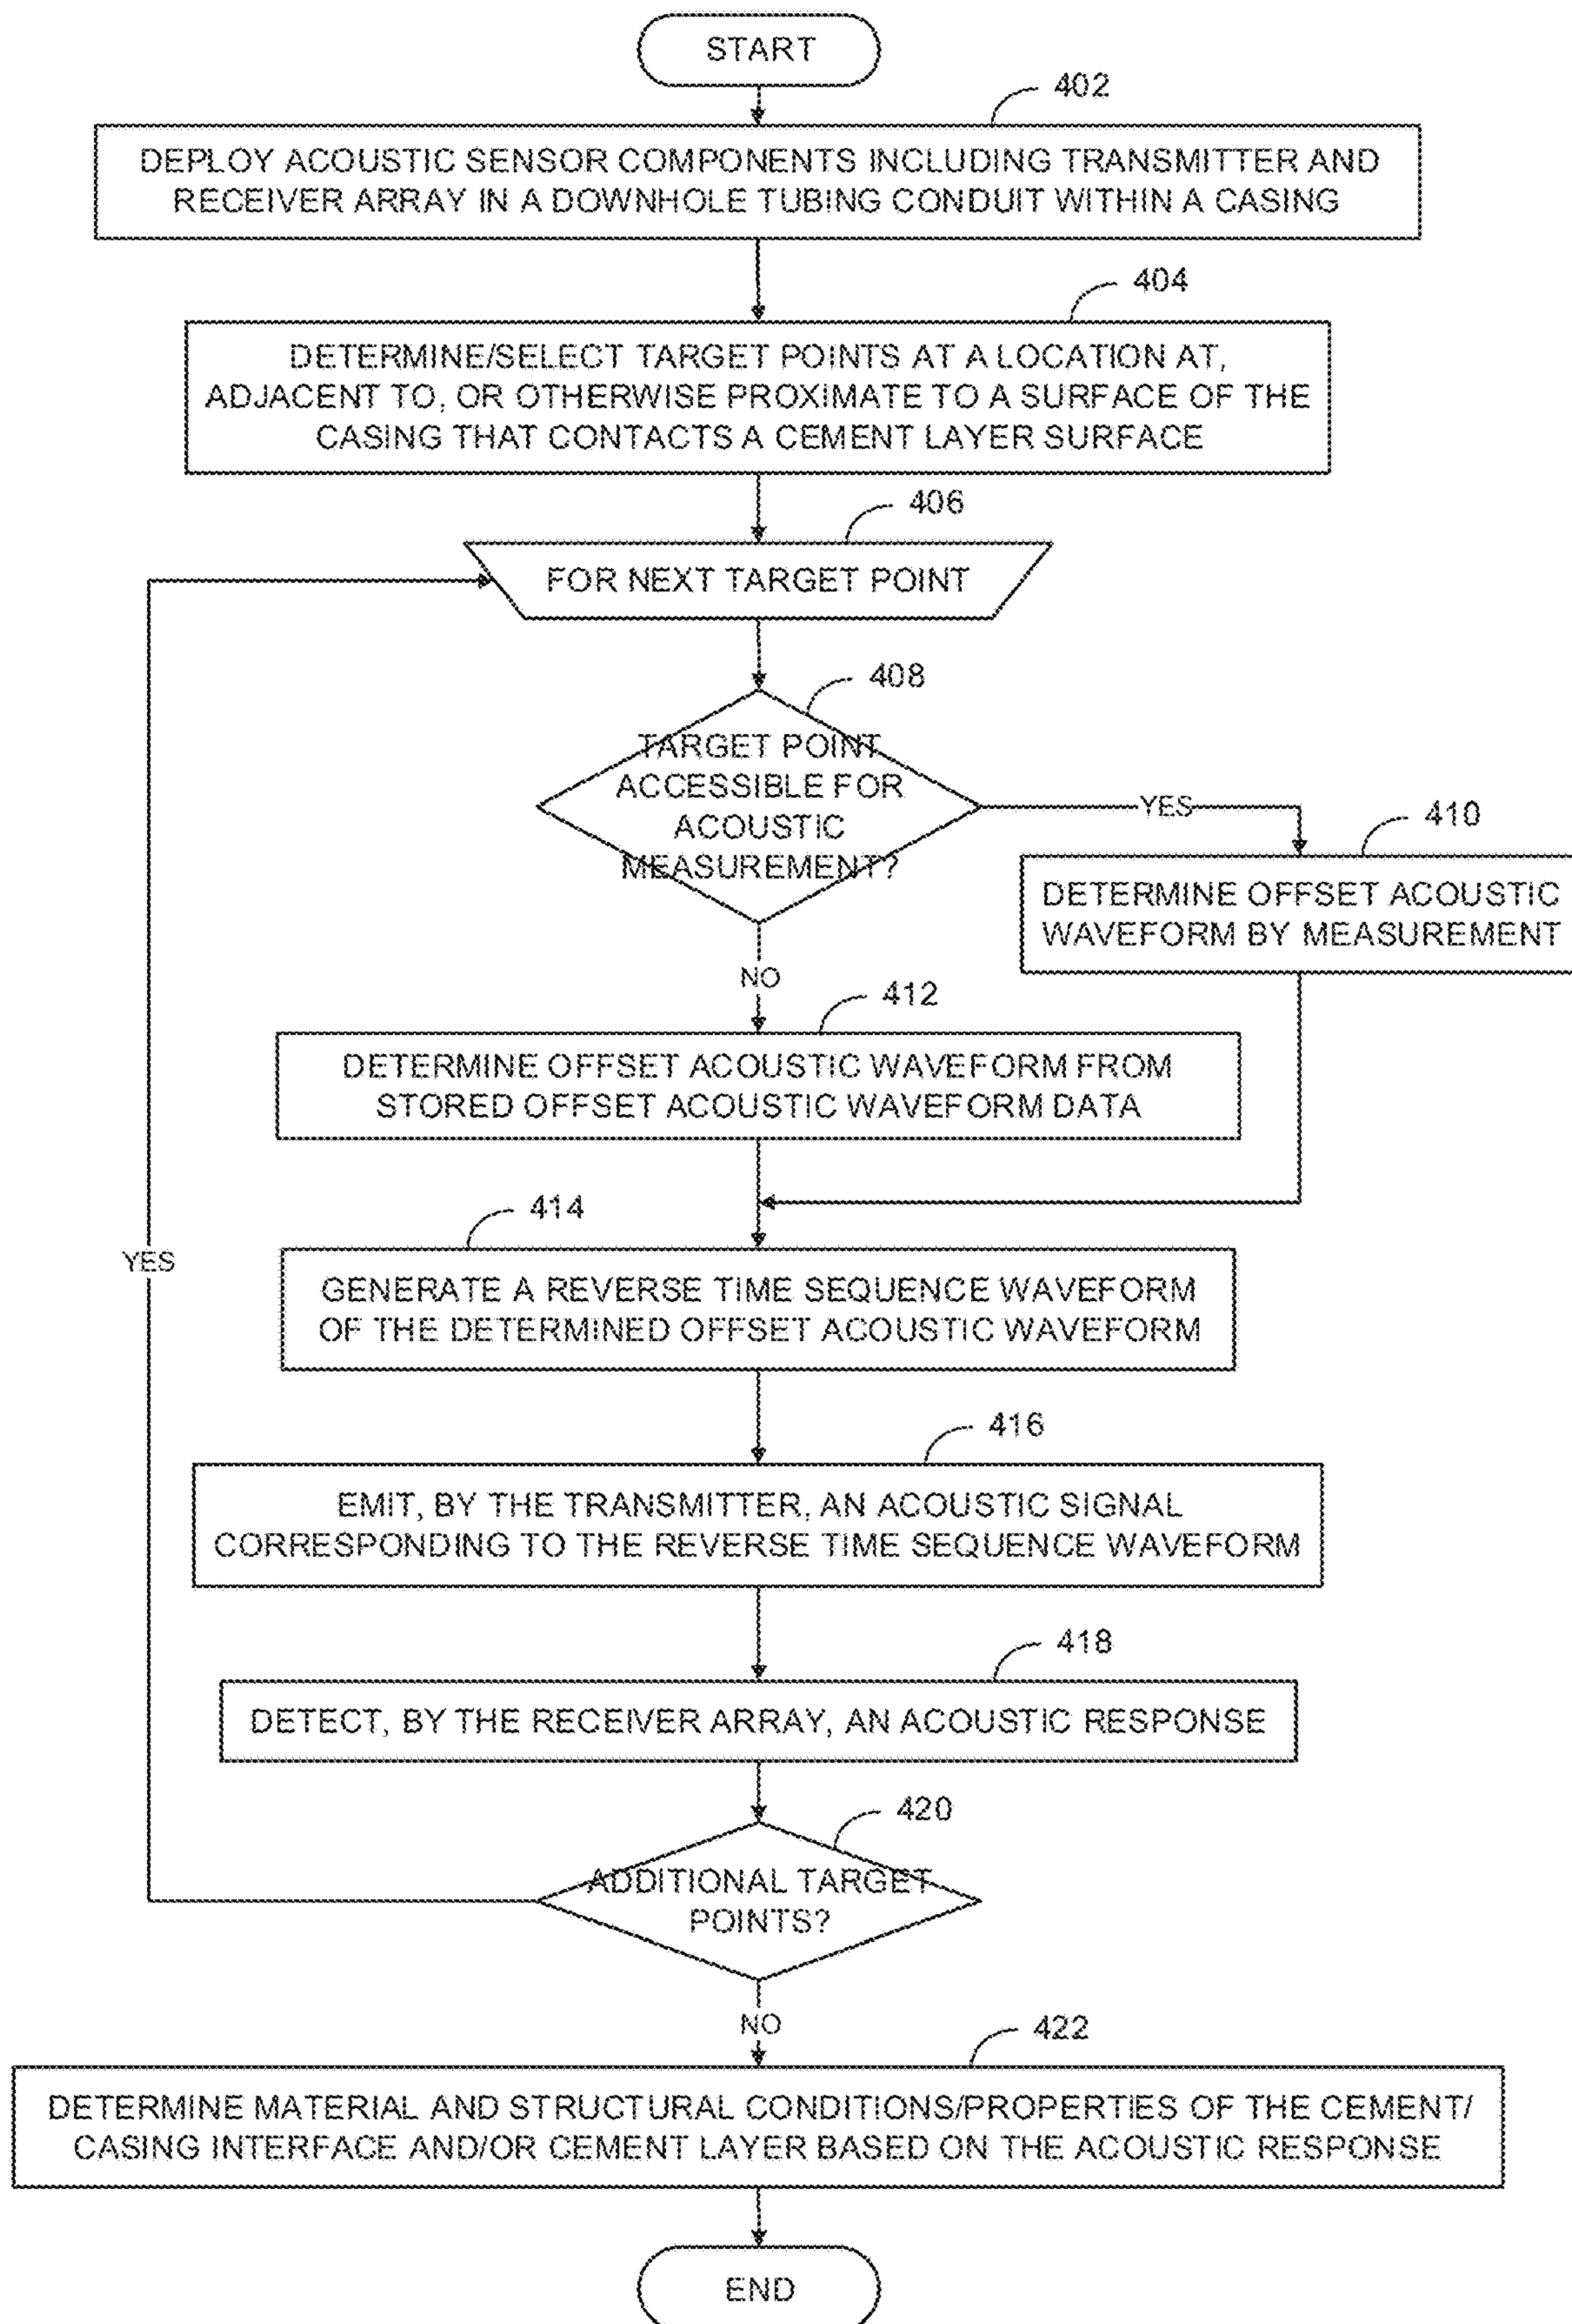 START
402
DEPLOY ACOUSTIC SENSOR COMPONENTS INCLUDING TRANSMITTER AND
RECEIVER ARRAY IN A DOWNHOLE TUBING CONDUIT WITHIN A CASING
404
DETERMINE/SELECT TARGET POINTS AT A LOCATION AT,
ADJACENT TO, OR OTHERWISE PROXIMATE TO A SURFACE OF THE
CASING THAT CONTACTS A CEMENT LAYER SURFACE
406
FOR NEXT TARGET POINT
408
TARGET POINT
ACCESSIBLE FOR
ACOUSTIC
MEASUREMENT?
YES
410
DETERMINE OFFSET ACOUSTIC
WAVEFORM BY MEASUREMENT
NO
412
DETERMINE OFFSET ACOUSTIC WAVEFORM FROM
STORED OFFSET ACOUSTIC WAVEFORM DATA
414
YES
GENERATE A REVERSE TIME SEQUENCE WAVEFORM
OF THE DETERMINED OFFSET ACOUSTIC WAVEFORM
416
EMIT, BY THE TRANSMITTER, AN ACOUSTIC SIGNAL
CORRESPONDING TO THE REVERSE TIME SEQUENCE WAVEFORM
418
DETECT, BY THE RECEIVER ARRAY, AN ACOUSTIC RESPONSE
420
ADDITIONAL TARGET
POINTS?
NO
422
DETERMINE MATERIAL AND STRUCTURAL CONDITIONS/PROPERTIES OF THE CEMENT/
CASING INTERFACE AND/OR CEMENT LAYER BASED ON THE ACOUSTIC RESPONSE
END